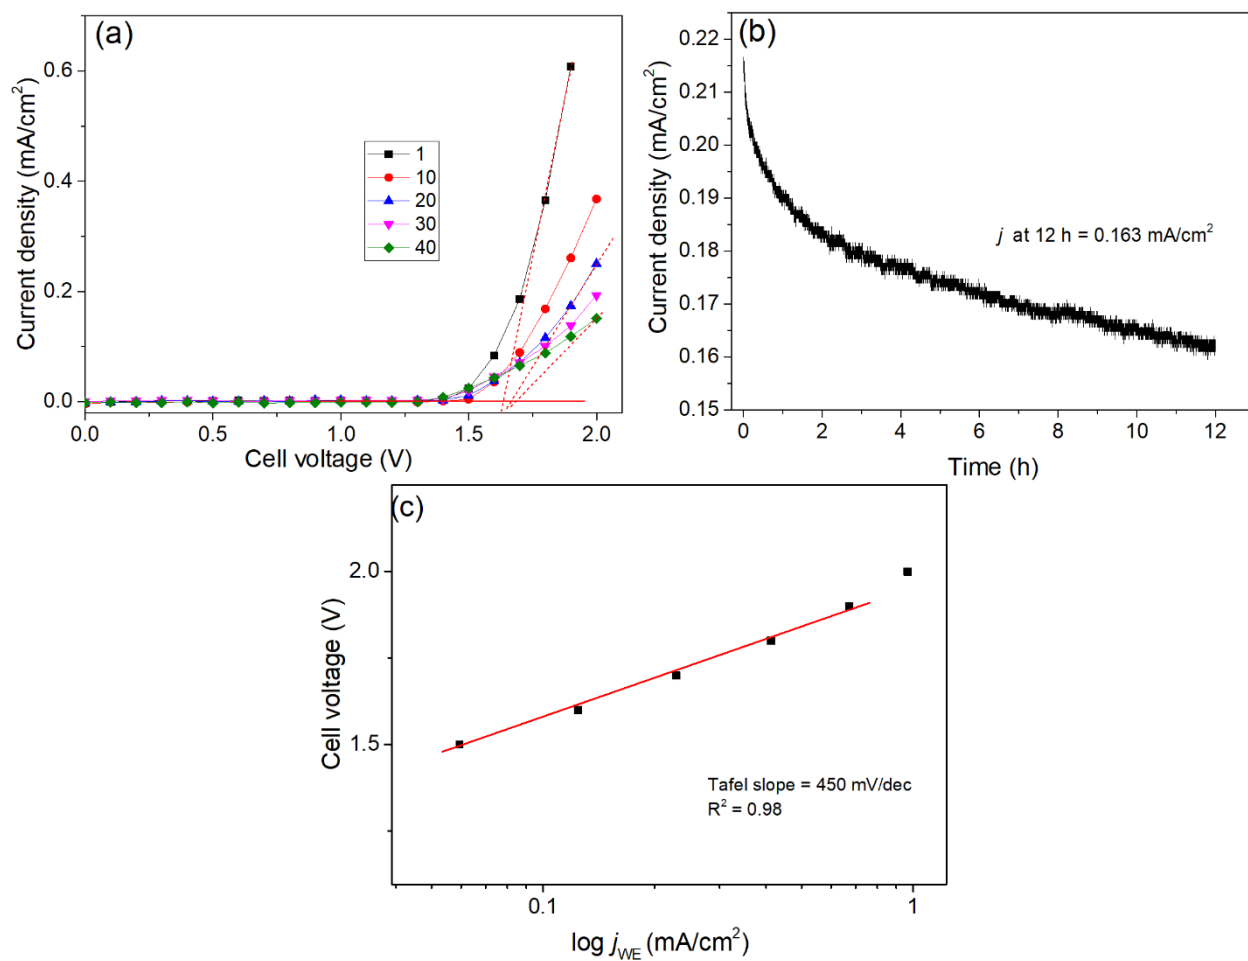 (a)
0.6
0.4
0.2
0.0
Current density (mA/cm²)
1
10
20
30
40
0.0 0.5 1.0 1.5 2.0
Cell voltage (V)
(b)
0.22
0.21
0.20
0.19
0.18
0.17
0.16
0.15
Current density (mA/cm²)
j at 12 h = 0.163 mA/cm²
0 2 4 6 8 10 12
Time (h)
(c)
2.0
1.5
Cell voltage (V)
Tafel slope = 450 mV/dec
R² = 0.98
0.1 1
log j_WE (mA/cm²)